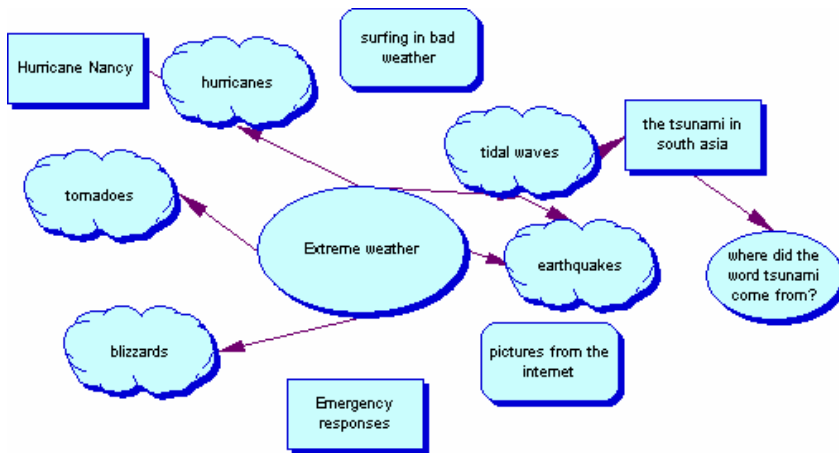 surfing in bad
weather
Hurricane Nancy
hurricanes
tidal waves
the tsunami in
south asia
tornadoes
Extreme weather
earthquakes
where did the
word tsunami
come from?
blizzards
pictures from the
internet
Emergency
responses